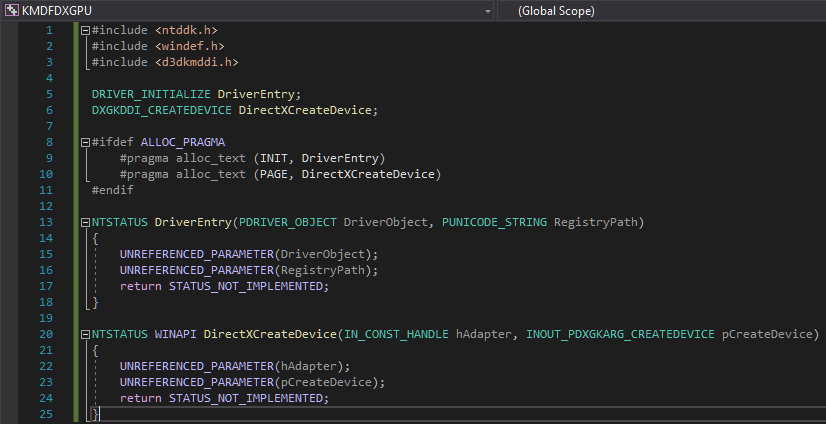 KMDFDXGPU (Global Scope)
1 #include <ntddk.h>
2 #include <windef.h>
3 #include <d3dkmddi.h>
4
5 DRIVER_INITIALIZE DriverEntry;
6 DXGKDDI_CREATEDEVICE DirectXCreateDevice;
7
8 #ifdef ALLOC_PRAGMA
9     #pragma alloc_text (INIT, DriverEntry)
10     #pragma alloc_text (PAGE, DirectXCreateDevice)
11 #endif
12
13 NTSTATUS DriverEntry(PDRIVER_OBJECT DriverObject, PUNICODE_STRING RegistryPath)
14 {
15     UNREFERENCED_PARAMETER(DriverObject);
16     UNREFERENCED_PARAMETER(RegistryPath);
17     return STATUS_NOT_IMPLEMENTED;
18 }
19
20 NTSTATUS WINAPI DirectXCreateDevice(IN_CONST_HANDLE hAdapter, INOUT_PDXGKARG_CREATEDEVICE pCreateDevice)
21 {
22     UNREFERENCED_PARAMETER(hAdapter);
23     UNREFERENCED_PARAMETER(pCreateDevice);
24     return STATUS_NOT_IMPLEMENTED;
25 }